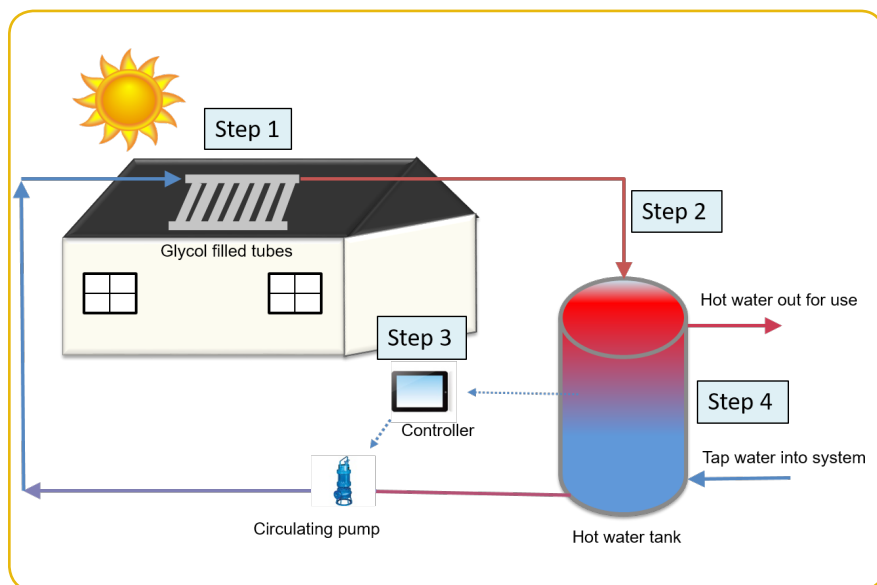 Step 1
Step 2
Glycol filled tubes
Hot water out for use
Step 3
Step 4
Controller
Tap water into system
Circulating pump
Hot water tank